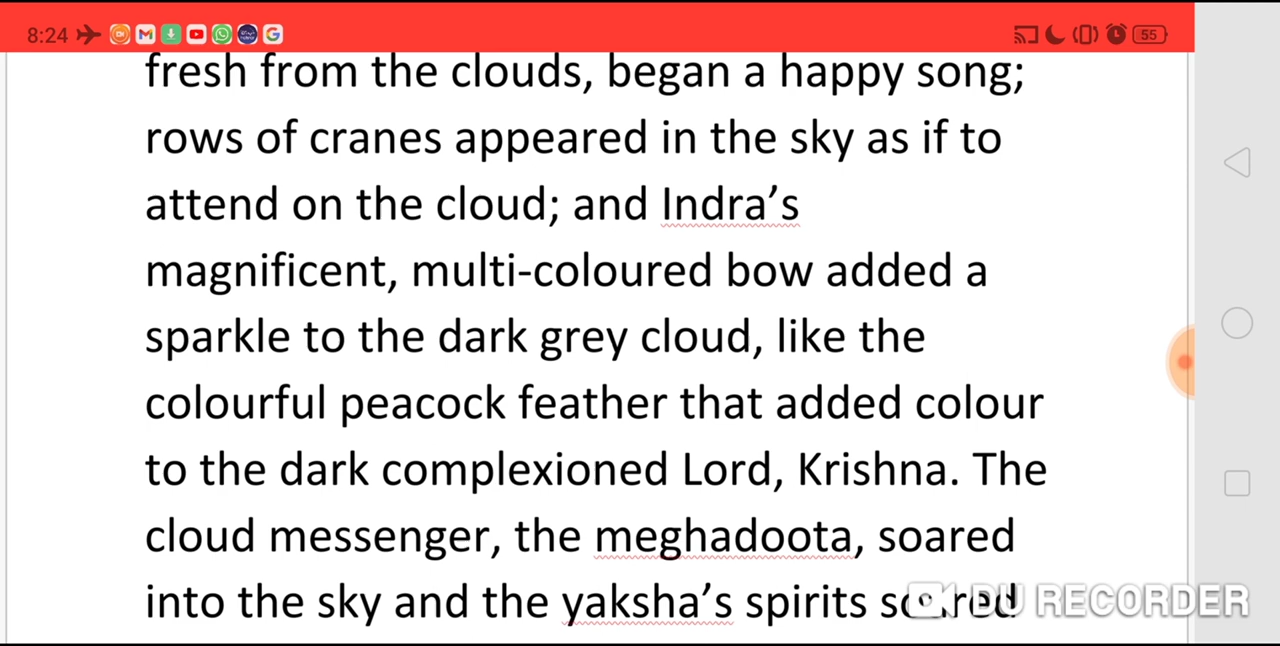 8:24
55
fresh from the clouds, began a happy song;
rows of cranes appeared in the sky as if to
attend on the cloud; and Indra’s
magnificent, multi-coloured bow added a
sparkle to the dark grey cloud, like the
colourful peacock feather that added colour
to the dark complexioned Lord, Krishna. The
cloud messenger, the meghadoota, soared
into the sky and the yaksha’s spirits soared
DU RECORDER